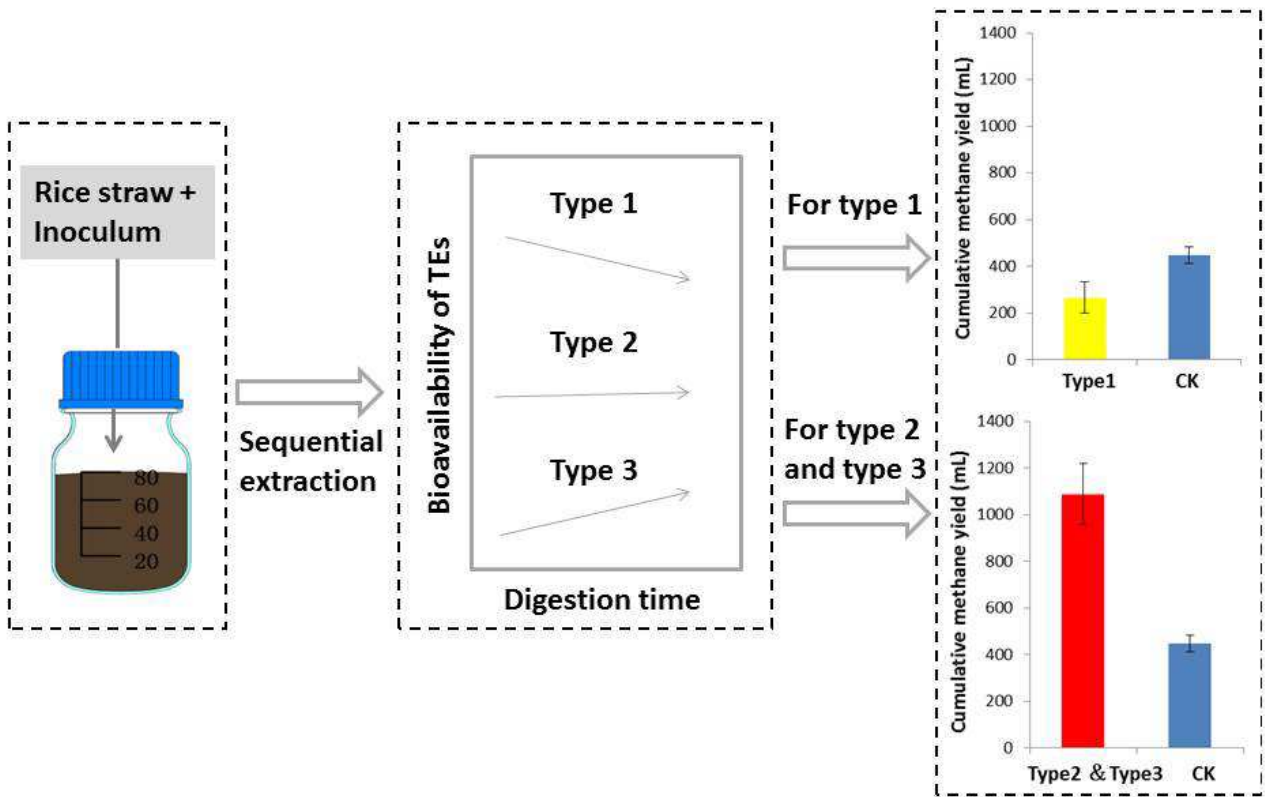 Rice straw +
Inoculum
80
60
40
20
Sequential
extraction
Bioavailability of TEs
Type 1
Type 2
Type 3
Digestion time
For type 1
For type 2
and type 3
Cumulative methane yield (mL)
1400
1200
1000
800
600
400
200
0
Type1 CK
Cumulative methane yield (mL)
1400
1200
1000
800
600
400
200
0
Type2 & Type3 CK